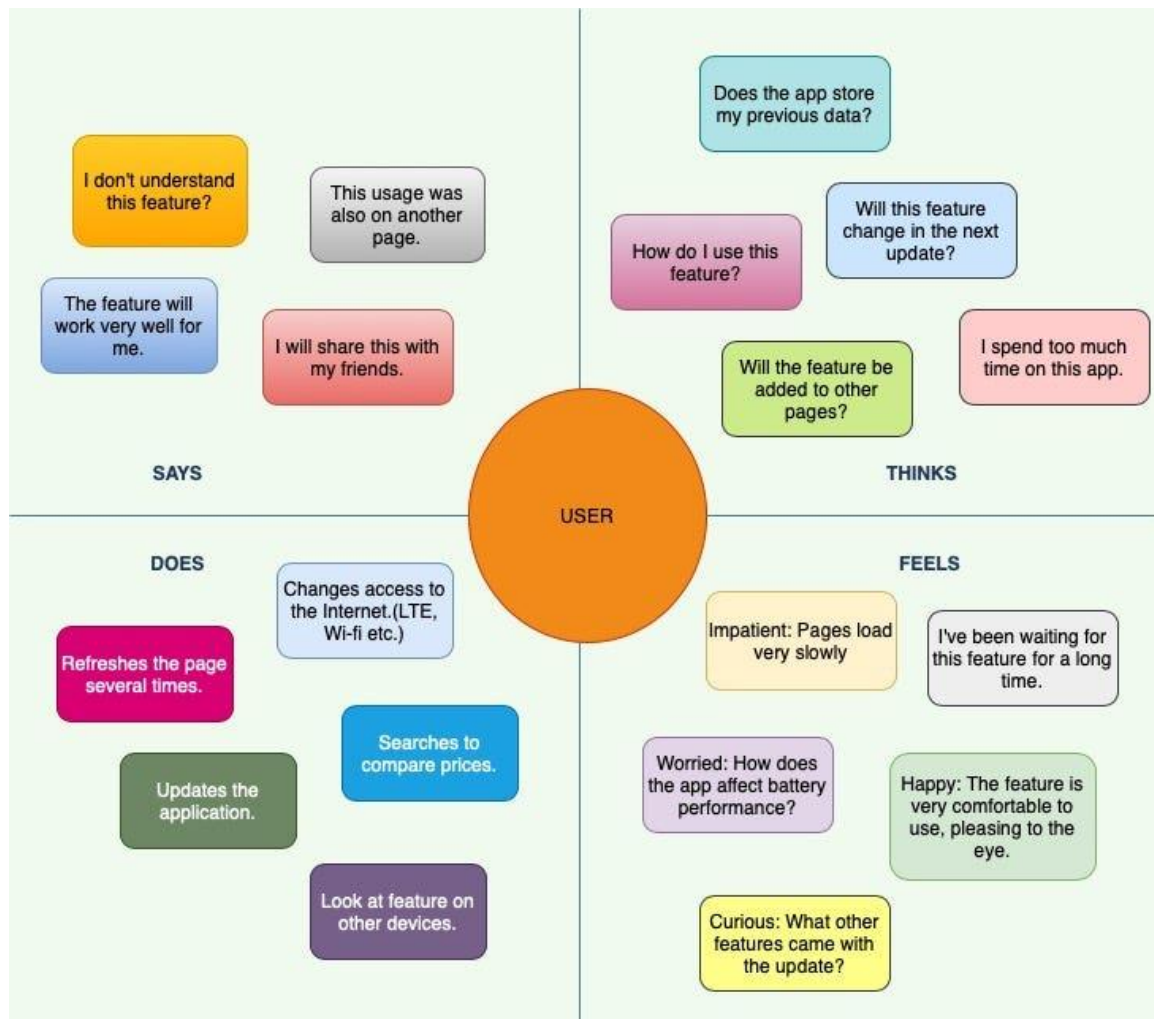 I don't understand
this feature?
This usage was
also on another
page.
The feature will
work very well for
me.
I will share this with
my friends.
SAYS
Does the app store
my previous data?
Will this feature
change in the next
update?
How do I use this
feature?
I spend too much
time on this app.
Will the feature be
added to other
pages?
THINKS
USER
DOES
Changes access to
the Internet.(LTE,
Wi-fi etc.)
Refreshes the page
several times.
Searches to
compare prices.
Updates the
application.
Look at feature on
other devices.
FEELS
Impatient: Pages load
very slowly
I've been waiting for
this feature for a long
time.
Worried: How does
the app affect battery
performance?
Happy: The feature is
very comfortable to
use, pleasing to the
eye.
Curious: What other
features came with
the update?